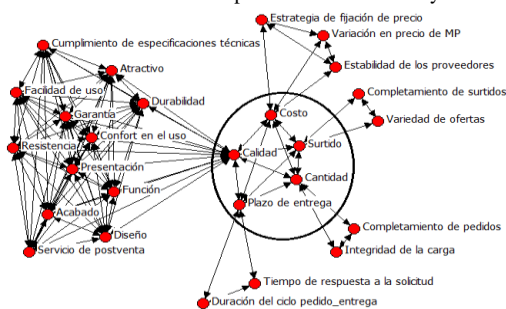 Estrategia de fijación de precio
Variación en precio de MP
Cumplimiento de especificaciones técnicas
Atractivo
Estabilidad de los proveedores
Facilidad de uso
Durabilidad
Completamiento de surtidos
Garantía
Costo
Variedad de ofertas
Confort en el uso
Resistencia
Calidad
Surtido
Presentación
Cantidad
Función
Plazo de entrega
Acabado
Completamiento de pedidos
Diseño
Servicio de postventa
Integridad de la carga
Tiempo de respuesta a la solicitud
Duración del ciclo pedido_entrega